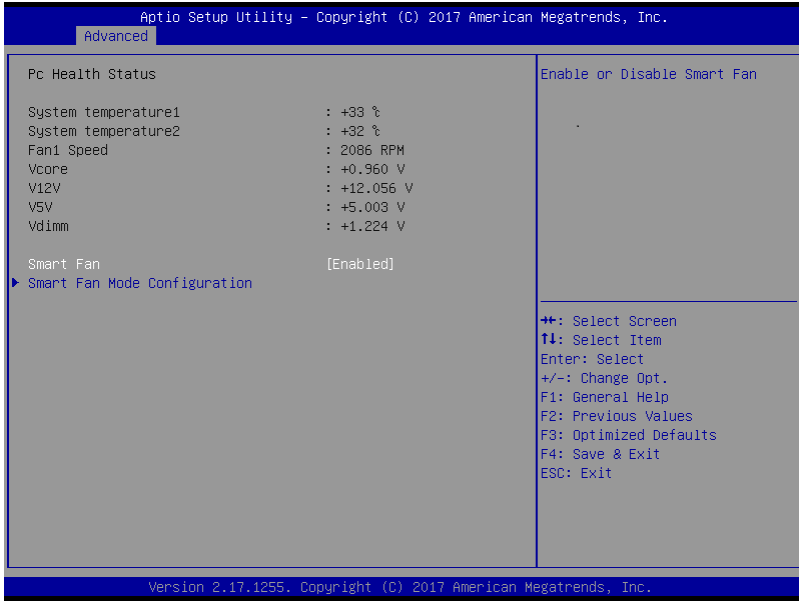 Aptio Setup Utility – Copyright (C) 2017 American Megatrends, Inc.
Advanced
Pc Health Status
System temperature1 : +33 ℃
System temperature2 : +32 ℃
Fan1 Speed : 2086 RPM
Vcore : +0.960 V
V12V : +12.056 V
V5V : +5.003 V
Vdimm : +1.224 V
Smart Fan [Enabled]
Smart Fan Mode Configuration
Enable or Disable Smart Fan
.
→←: Select Screen
↑↓: Select Item
Enter: Select
+/-: Change Opt.
F1: General Help
F2: Previous Values
F3: Optimized Defaults
F4: Save & Exit
ESC: Exit
Version 2.17.1255. Copyright (C) 2017 American Megatrends, Inc.